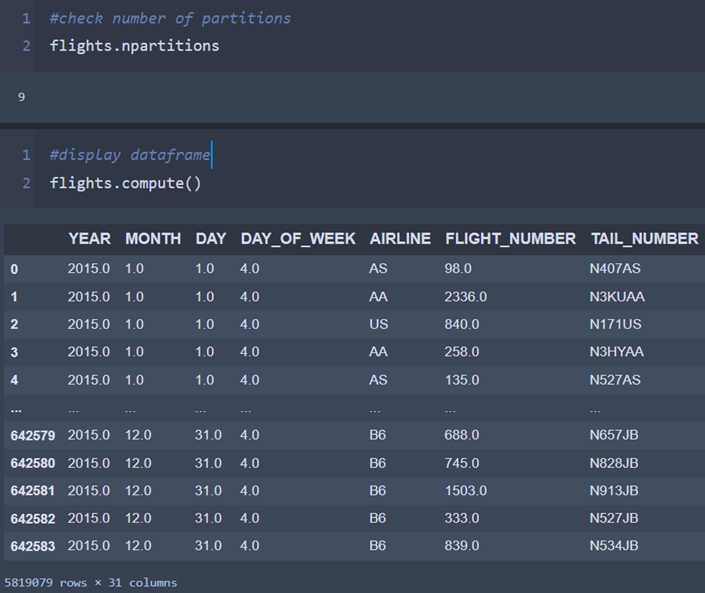 1 #check number of partitions
2 flights.npartitions
9
1 #display dataframe
2 flights.compute()
YEAR MONTH DAY DAY_OF_WEEK AIRLINE FLIGHT_NUMBER TAIL_NUMBER
0 2015.0 1.0 1.0 4.0 AS 98.0 N407AS
1 2015.0 1.0 1.0 4.0 AA 2336.0 N3KUAA
2 2015.0 1.0 1.0 4.0 US 840.0 N171US
3 2015.0 1.0 1.0 4.0 AA 258.0 N3HYAA
4 2015.0 1.0 1.0 4.0 AS 135.0 N527AS
... ... ... ... ... ... ... ...
642579 2015.0 12.0 31.0 4.0 B6 688.0 N657JB
642580 2015.0 12.0 31.0 4.0 B6 745.0 N828JB
642581 2015.0 12.0 31.0 4.0 B6 1503.0 N913JB
642582 2015.0 12.0 31.0 4.0 B6 333.0 N527JB
642583 2015.0 12.0 31.0 4.0 B6 839.0 N534JB
5819079 rows × 31 columns